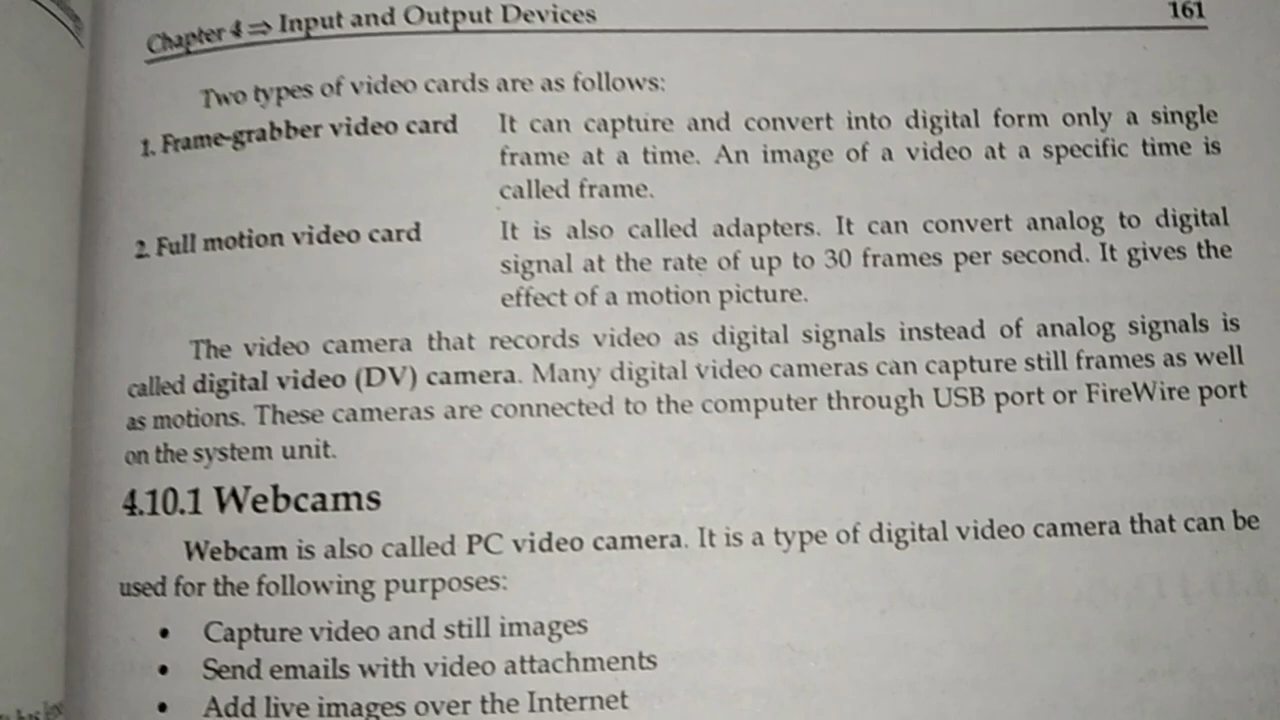 Chapter 4 ⇒ Input and Output Devices 161
Two types of video cards are as follows:
1. Frame-grabber video card It can capture and convert into digital form only a single
frame at a time. An image of a video at a specific time is
called frame.
2. Full motion video card It is also called adapters. It can convert analog to digital
signal at the rate of up to 30 frames per second. It gives the
effect of a motion picture.
The video camera that records video as digital signals instead of analog signals is
called digital video (DV) camera. Many digital video cameras can capture still frames as well
as motions. These cameras are connected to the computer through USB port or FireWire port
on the system unit.
4.10.1 Webcams
Webcam is also called PC video camera. It is a type of digital video camera that can be
used for the following purposes:
• Capture video and still images
• Send emails with video attachments
• Add live images over the Internet